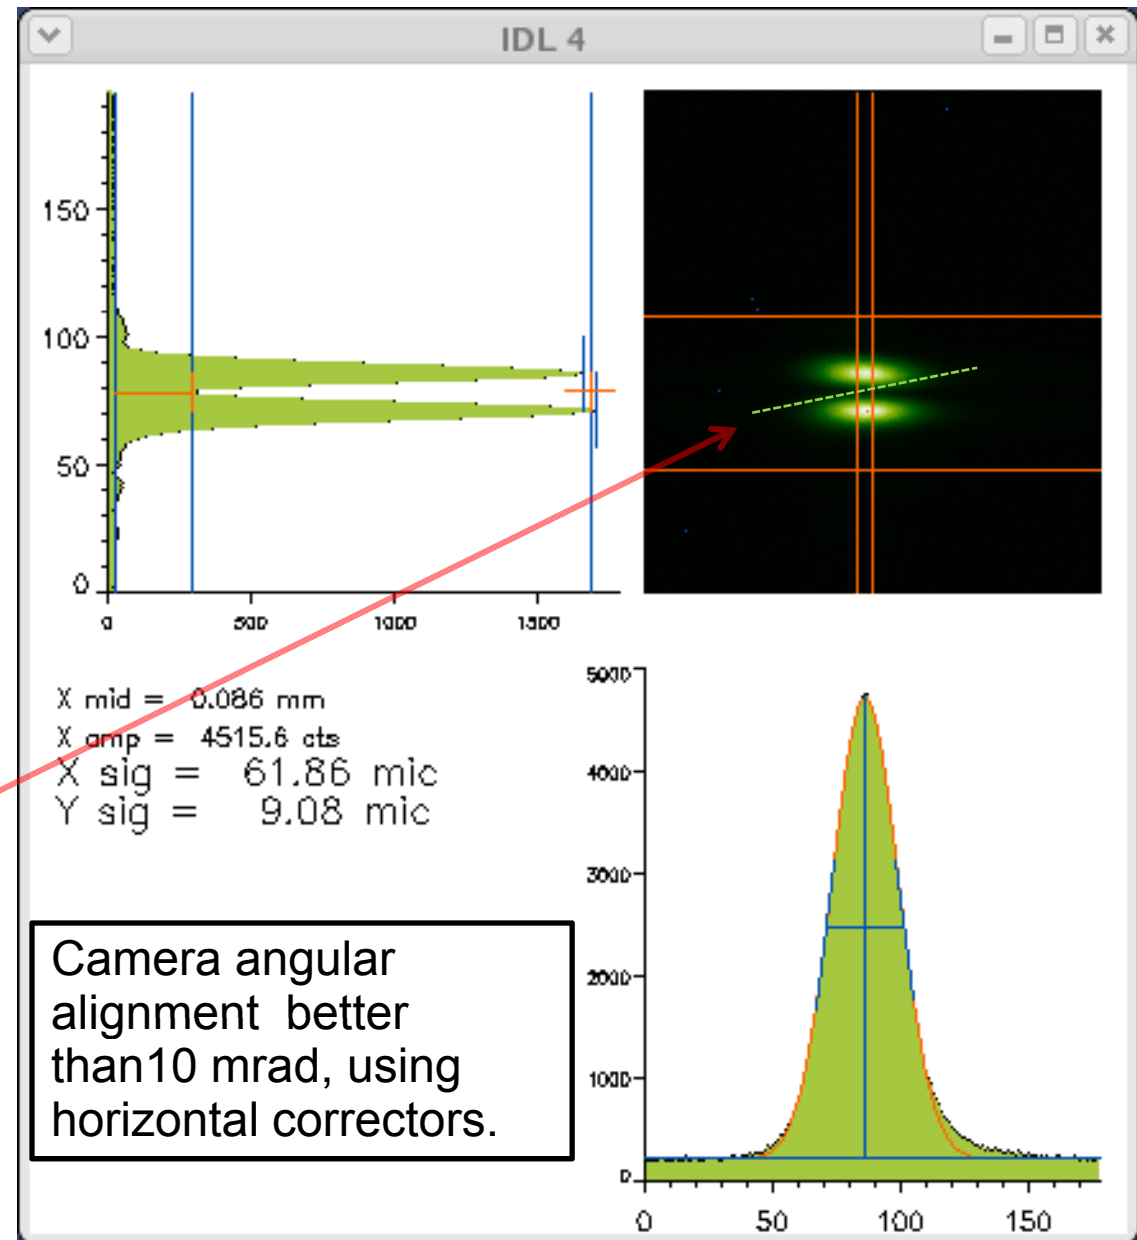 IDL 4
150
100
50
0
0 500 1000 1500
X mid = 0.086 mm
X amp = 4515.6 cts
X sig = 61.86 mic
Y sig = 9.08 mic
5000
4000
3000
2000
1000
0
0 50 100 150
Camera angular
alignment better
than10 mrad, using
horizontal correctors.